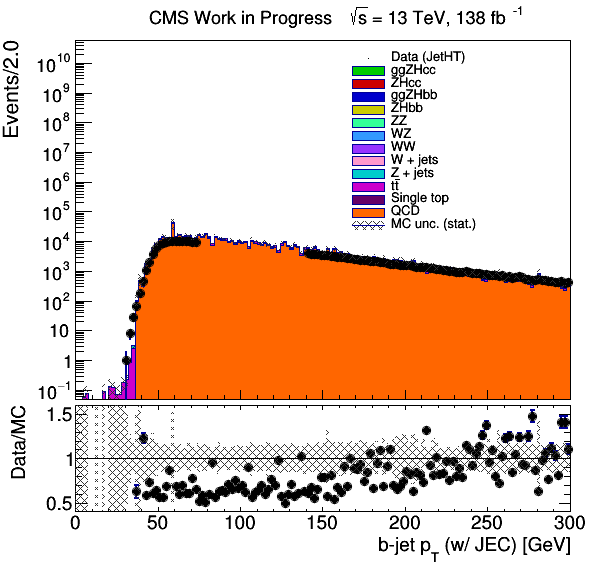 CMS Work in Progress √s = 13 TeV, 138 fb⁻¹
Events/2.0
10¹⁰
10⁹
10⁸
10⁷
10⁶
10⁵
10⁴
10³
10²
10
1
10⁻¹
Data (JetHT)
ggZHcc
ZHcc
ggZHbb
ZHbb
ZZ
WZ
WW
W + jets
Z + jets
tt̄
Single top
QCD
MC unc. (stat.)
Data/MC
1.5
1
0.5
0 50 100 150 200 250 300
b-jet p_T (w/ JEC) [GeV]